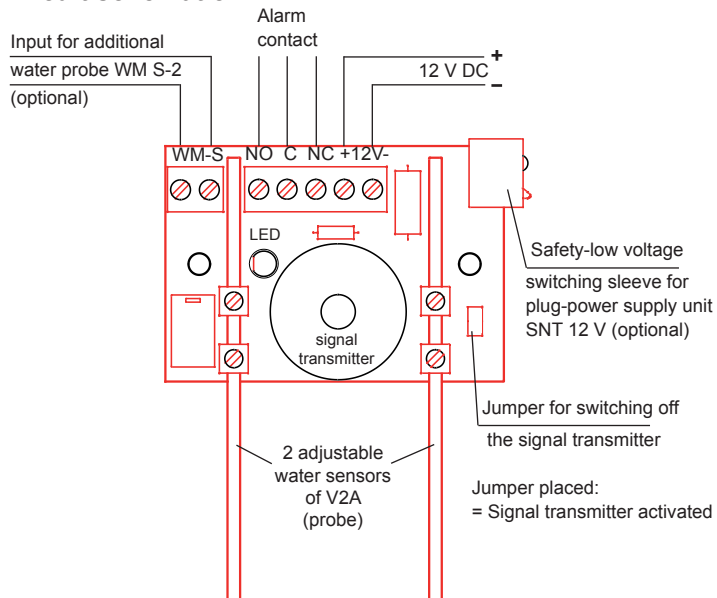 Alarm
contact
Input for additional
water probe WM S-2
(optional)
+
12 V DC
–
WM-S
NO C NC +12V-
LED
signal
transmitter
Safety-low voltage
switching sleeve for
plug-power supply unit
SNT 12 V (optional)
Jumper for switching off
the signal transmitter
2 adjustable
water sensors
of V2A
(probe)
Jumper placed:
= Signal transmitter activated